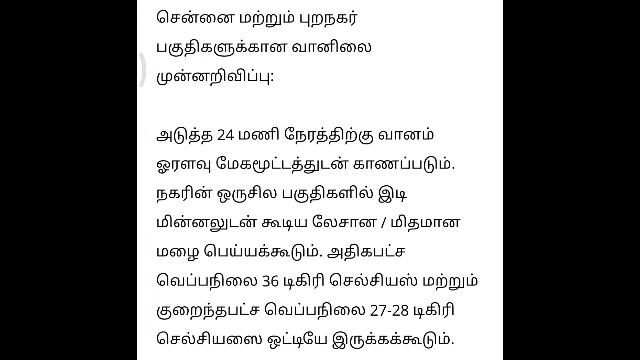 சென்னை மற்றும் புறநகர்
பகுதிகளுக்கான வானிலை
முன்னறிவிப்பு:
அடுத்த 24 மணி நேரத்திற்கு வானம்
ஓரளவு மேகமூட்டத்துடன் காணப்படும்.
நகரின் ஒருசில பகுதிகளில் இடி
மின்னலுடன் கூடிய லேசான / மிதமான
மழை பெய்யக்கூடும். அதிகபட்ச
வெப்பநிலை 36 டிகிரி செல்சியஸ் மற்றும்
குறைந்தபட்ச வெப்பநிலை 27-28 டிகிரி
செல்சியஸை ஒட்டியே இருக்கக்கூடும்.